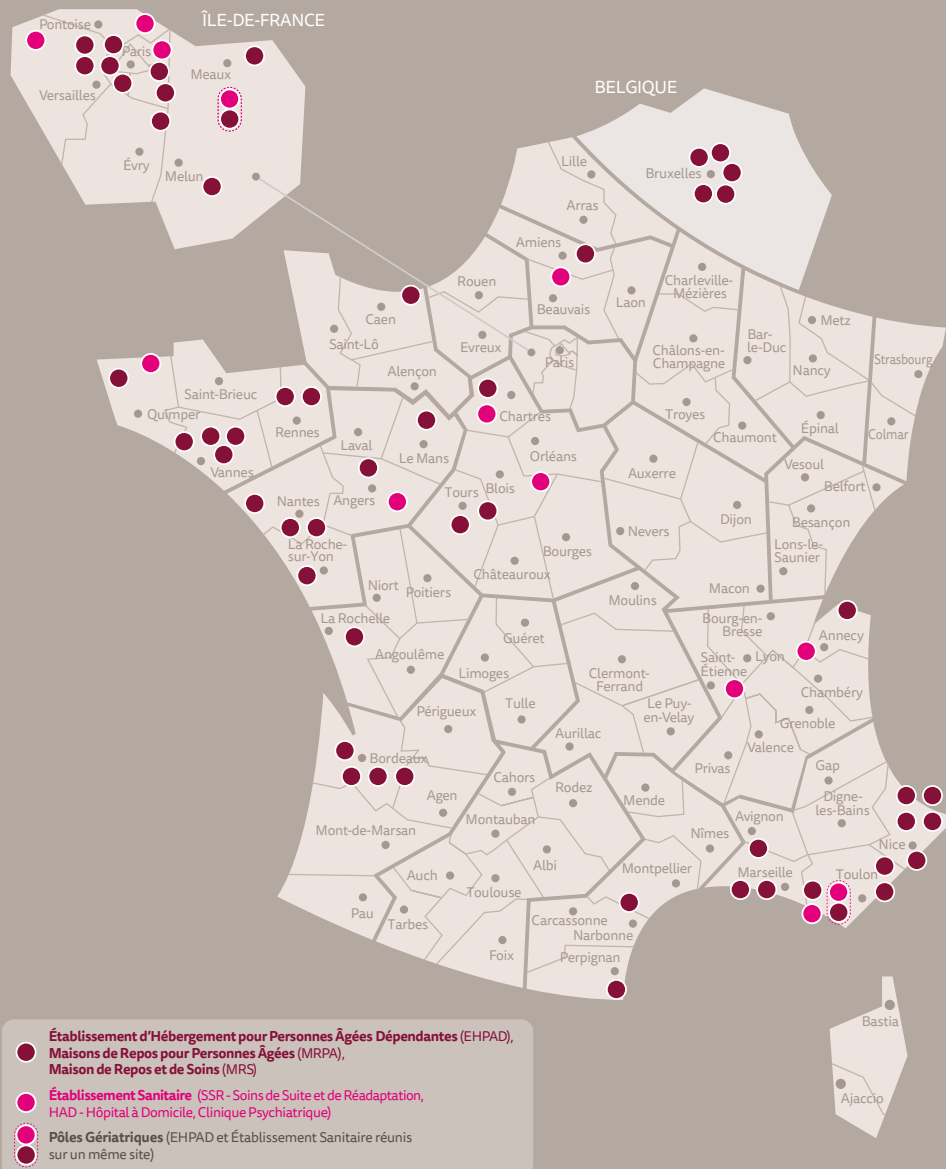 ÎLE-DE-FRANCE
Pontoise
Paris
Meaux
Versailles
Évry
Melun
BELGIQUE
Bruxelles
Lille
Arras
Amiens
Rouen
Beauvais
Laon
Charleville-
Mézières
Caen
Saint-Lô
Evreux
Paris
Châlons-en-
Champagne
Bar-
le-Duc
Metz
Nancy
Strasbourg
Alençon
Saint-Brieuc
Quimper
Rennes
Chartres
Troyes
Chaumont
Épinal
Colmar
Laval
Le Mans
Orléans
Vannes
Auxerre
Vesoul
Belfort
Nantes
Angers
Tours
Blois
Dijon
Besançon
La Roche-
sur-Yon
Bourges
Nevers
Lons-le-
Saunier
Châteauroux
Niort
Poitiers
Moulins
Macon
La Rochelle
Guéret
Bourg-en-
Bresse
Annecy
Angoulême
Limoges
Clermont-
Ferrand
Saint-
Étienne
Lyon
Chambéry
Périgueux
Tulle
Le Puy-
en-Velay
Grenoble
Aurillac
Valence
Bordeaux
Privas
Gap
Cahors
Rodez
Mende
Agen
Digne-
les-Bains
Montauban
Avignon
Mont-de-Marsan
Nîmes
Nice
Albi
Auch
Toulouse
Montpellier
Marseille
Toulon
Pau
Tarbes
Carcassonne
Narbonne
Foix
Perpignan
Bastia
Ajaccio
Établissement d'Hébergement pour Personnes Âgées Dépendantes (EHPAD),
Maisons de Repos pour Personnes Âgées (MRPA),
Maison de Repos et de Soins (MRS)
Établissement Sanitaire (SSR - Soins de Suite et de Réadaptation,
HAD - Hôpital à Domicile, Clinique Psychiatrique)
Pôles Gériatriques (EHPAD et Établissement Sanitaire réunis
sur un même site)